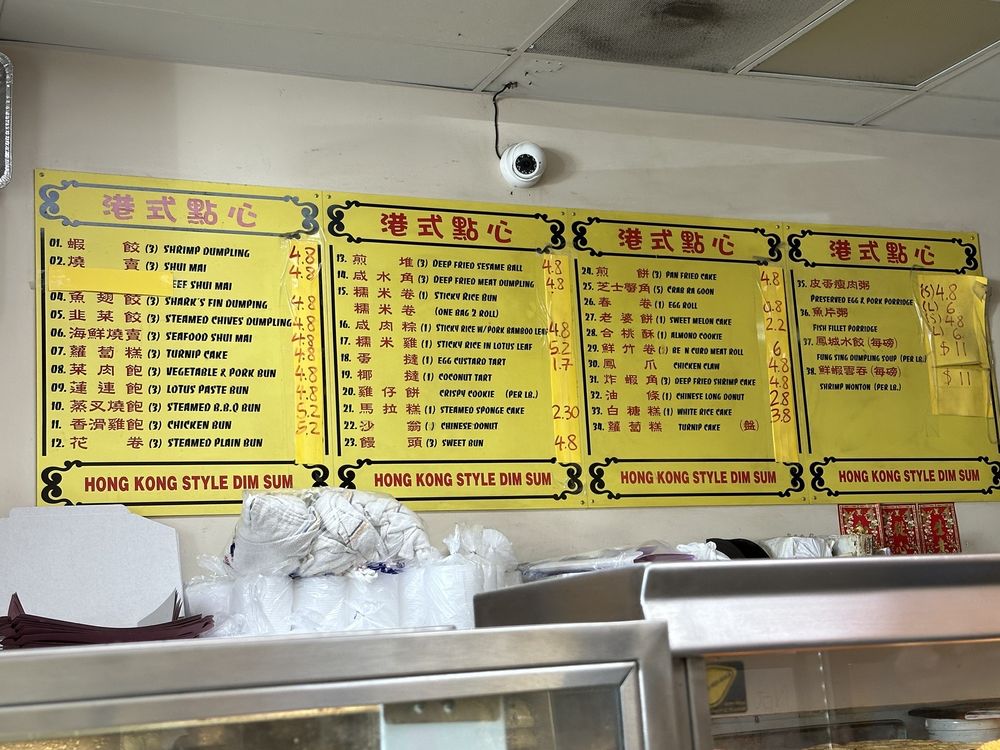 港式點心
01. 蝦餃 (3) SHRIMP DUMPLING 4.8
02. 燒賣 (3) SHUI MAI 4.8
EEF SHUI MAI
04. 魚翅餃 (3) SHARK'S FIN DUMPLING 4.8
05. 韭菜餃 (3) STEAMED CHIVES DUMPLING 4.8
06. 海鮮燒賣 (3) SEAFOOD SHUI MAI 4.8
07. 蘿蔔糕 (3) TURNIP CAKE 4.8
08. 菜肉飽 (3) VEGETABLE & PORK BUN 4.8
09. 蓮連飽 (3) LOTUS PASTE BUN 4.8
10. 蒸叉燒飽 (3) STEAMED B.B.Q BUN 5.2
11. 香滑雞飽 (3) CHICKEN BUN 5.2
12. 花卷 (3) STEAMED PLAIN BUN
HONG KONG STYLE DIM SUM
港式點心
13. 煎堆 (3) DEEP FRIED SESAME BALL 4.8
14. 咸水角 (3) DEEP FRIED MEAT DUMPLING 4.8
15. 糯米卷 (1) STICKY RICE BUN
糯米卷 (ONE BAG 2 ROLL)
16. 咸肉粽 (1) STICKY RICE W/PORK BAMBOO LEA 4.8
17. 糯米雞 (1) STICKY RICE IN LOTUS LEAF 5.2
18. 蛋撻 (1) EGG CUSTARD TART 1.7
19. 椰撻 (1) COCONUT TART
20. 雞仔餅 CRISPY COOKIE (PER LB.)
21. 馬拉糕 (1) STEAMED SPONGE CAKE 2.30
22. 沙翁 CHINESE DONUT
23. 饅頭 (3) SWEET BUN 4.8
HONG KONG STYLE DIM SUM
港式點心
24. 煎餅 (3) PAN FRIED CAKE 4.8
25. 芝士蟹角 (5) CRAB RA GOON
26. 春卷 (1) EGG ROLL
27. 老婆餅 (1) SWEET MELON CAKE 2.2
28. 合桃酥 (1) ALMOND COOKIE
29. 鮮竹卷 BE N CURD MEAT ROLL 6
30. 鳳爪 CHICKEN CLAW 4.8
31. 炸蝦角 (3) DEEP FRIED SHRIMP CAKE 4.8
32. 油條 (1) CHINESE LONG DONUT 2.8
33. 白糖糕 (1) WHITE RICE CAKE 3.8
34. 蘿蔔糕 TURNIP CAKE (盤)
HONG KONG STYLE DIM SUM
港式點心
35. 皮蛋瘦肉粥 (S) 4.8
PRESERVED EGG & PORK PORRIDGE (L) 6
36. 魚片粥 (S) 4.8
FISH FILLET PORRIDGE 6
37. 鳳城水餃 (每磅) $11
FUNG SING DUMPLING SOUP (PER LB.)
38. 鮮蝦雲吞 (每磅) $11
SHRIMP WONTON (PER LB.)
HONG KONG STYLE DIM SUM